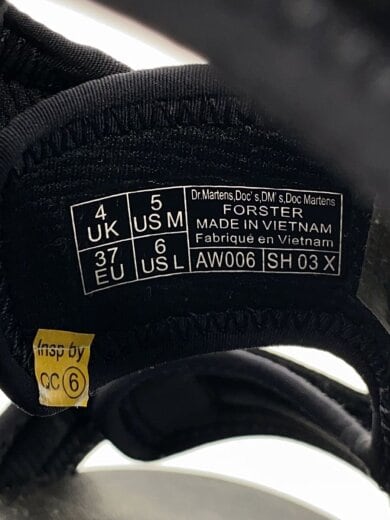 4 UK
5 US M
37 EU
6 US L
Dr.Martens,Doc's,DM's,Doc Martens
FORSTER
MADE IN VIETNAM
Fabriqué en Vietnam
AW006
SH 03 X
Insp by
QC 6